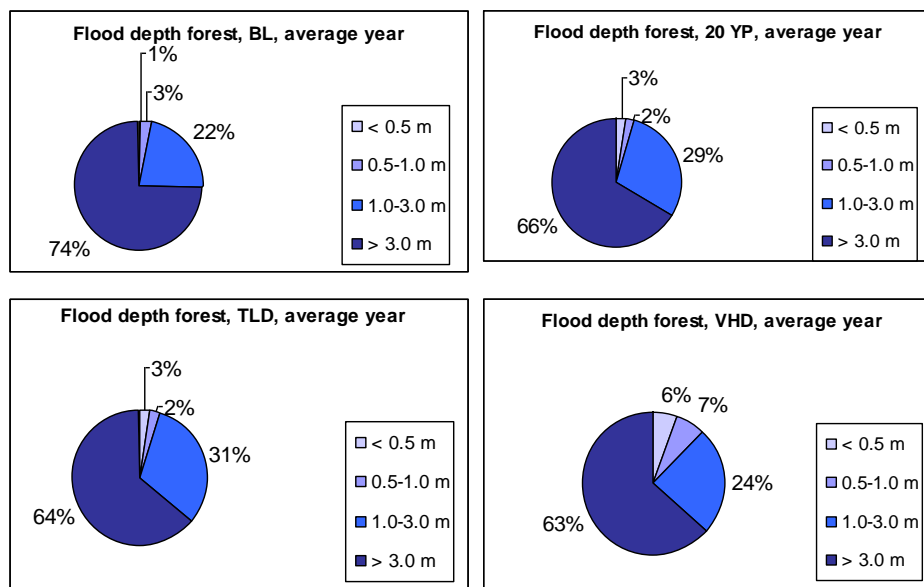 Flood depth forest, BL, average year
1%
3%
22%
74%
< 0.5 m
0.5-1.0 m
1.0-3.0 m
> 3.0 m
Flood depth forest, 20 YP, average year
3%
2%
29%
66%
< 0.5 m
0.5-1.0 m
1.0-3.0 m
> 3.0 m
Flood depth forest, TLD, average year
3%
2%
31%
64%
< 0.5 m
0.5-1.0 m
1.0-3.0 m
> 3.0 m
Flood depth forest, VHD, average year
6%
7%
24%
63%
< 0.5 m
0.5-1.0 m
1.0-3.0 m
> 3.0 m